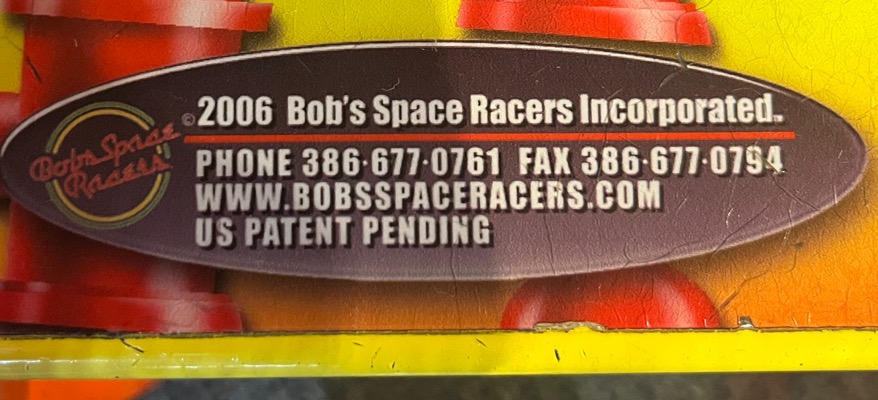 Bob's Space
Racers
©2006 Bob's Space Racers Incorporated.
PHONE 386·677·0761 FAX 386·677·0794
WWW.BOBSSPACERACERS.COM
US PATENT PENDING